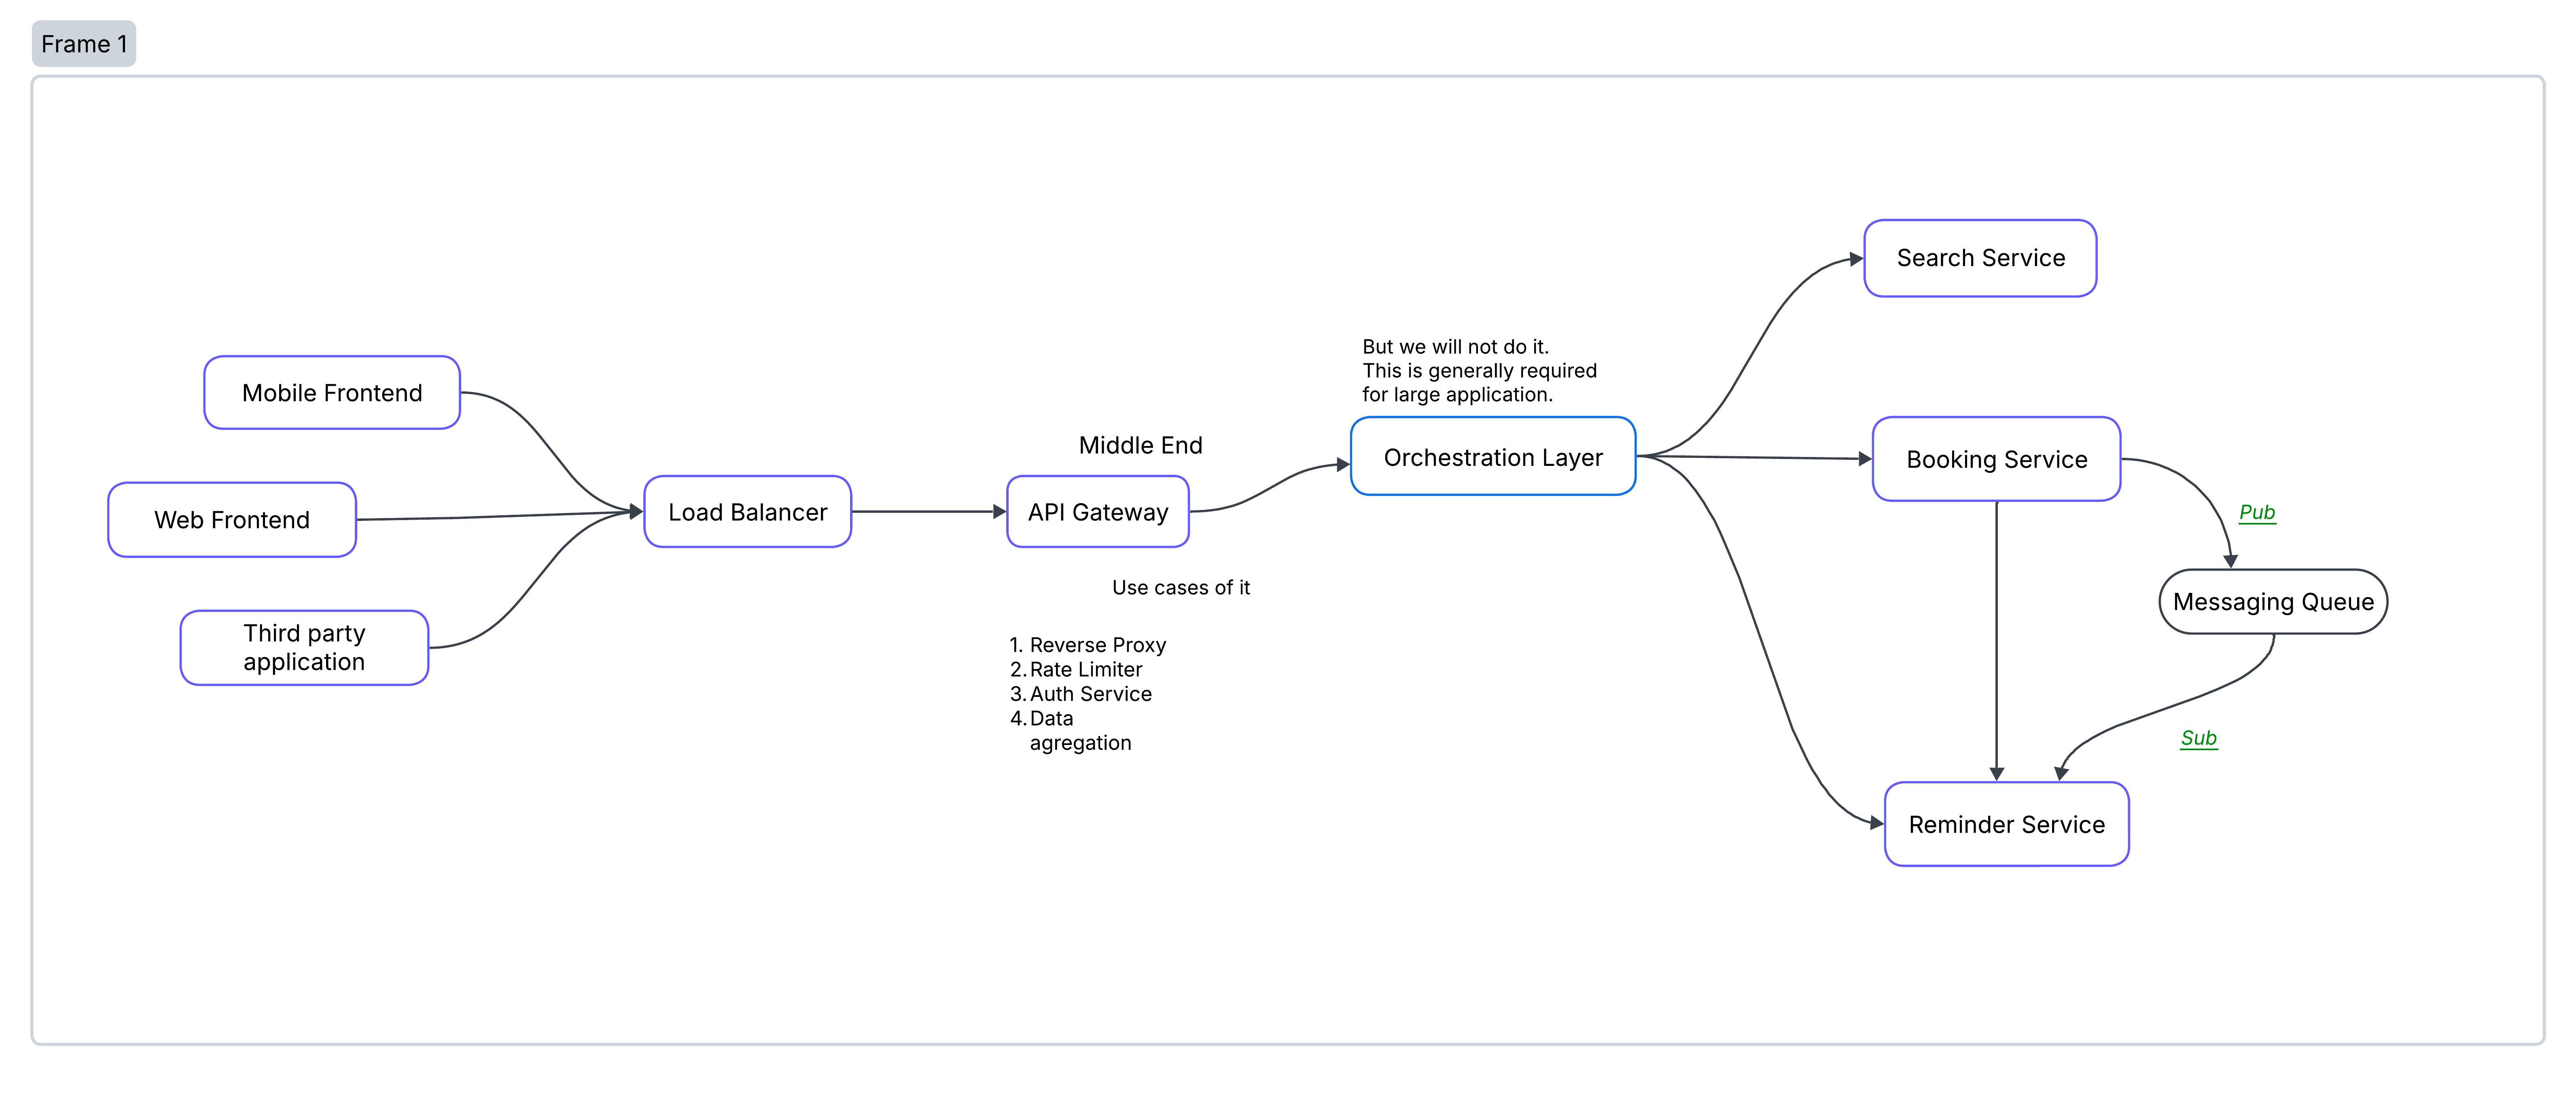 Frame 1
Mobile Frontend
Web Frontend
Third party
application
Load Balancer
Middle End
API Gateway
Use cases of it
1. Reverse Proxy
2. Rate Limiter
3. Auth Service
4. Data
agregation
But we will not do it.
This is generally required
for large application.
Orchestration Layer
Search Service
Booking Service
Pub
Messaging Queue
Sub
Reminder Service